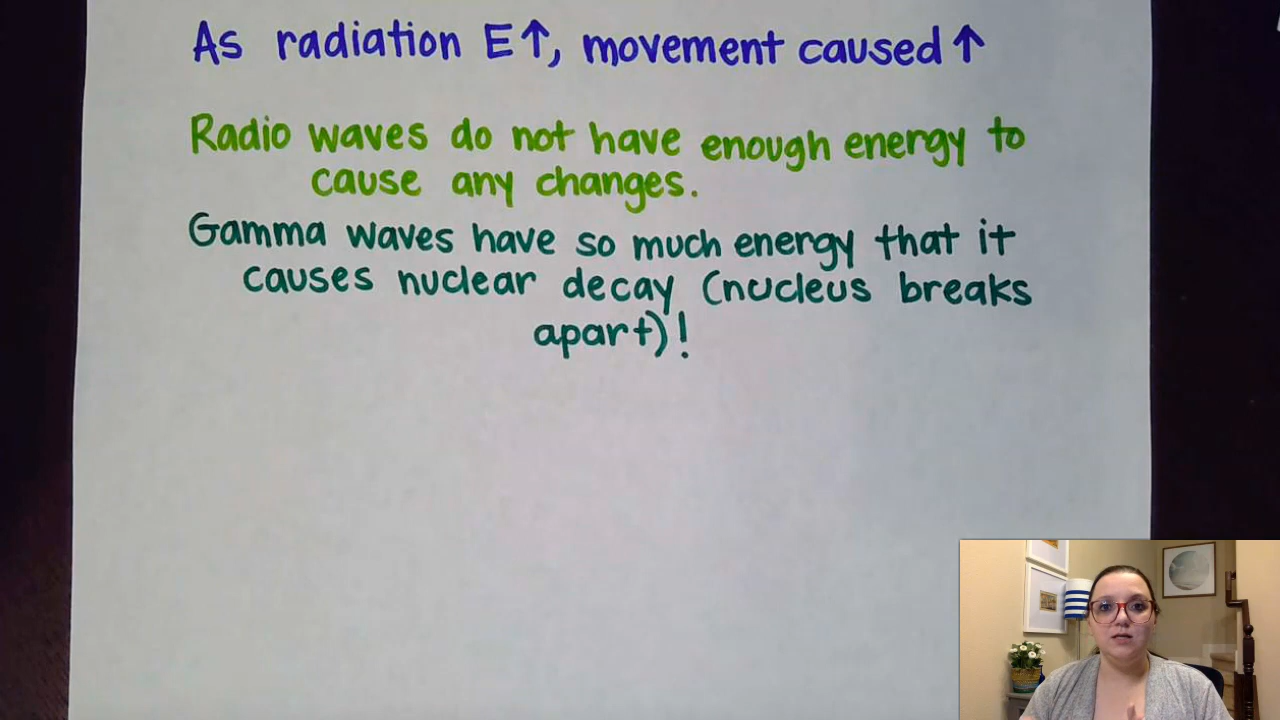 As radiation E↑, movement caused ↑
Radio waves do not have enough energy to
cause any changes.
Gamma waves have so much energy that it
causes nuclear decay (nucleus breaks
apart)!